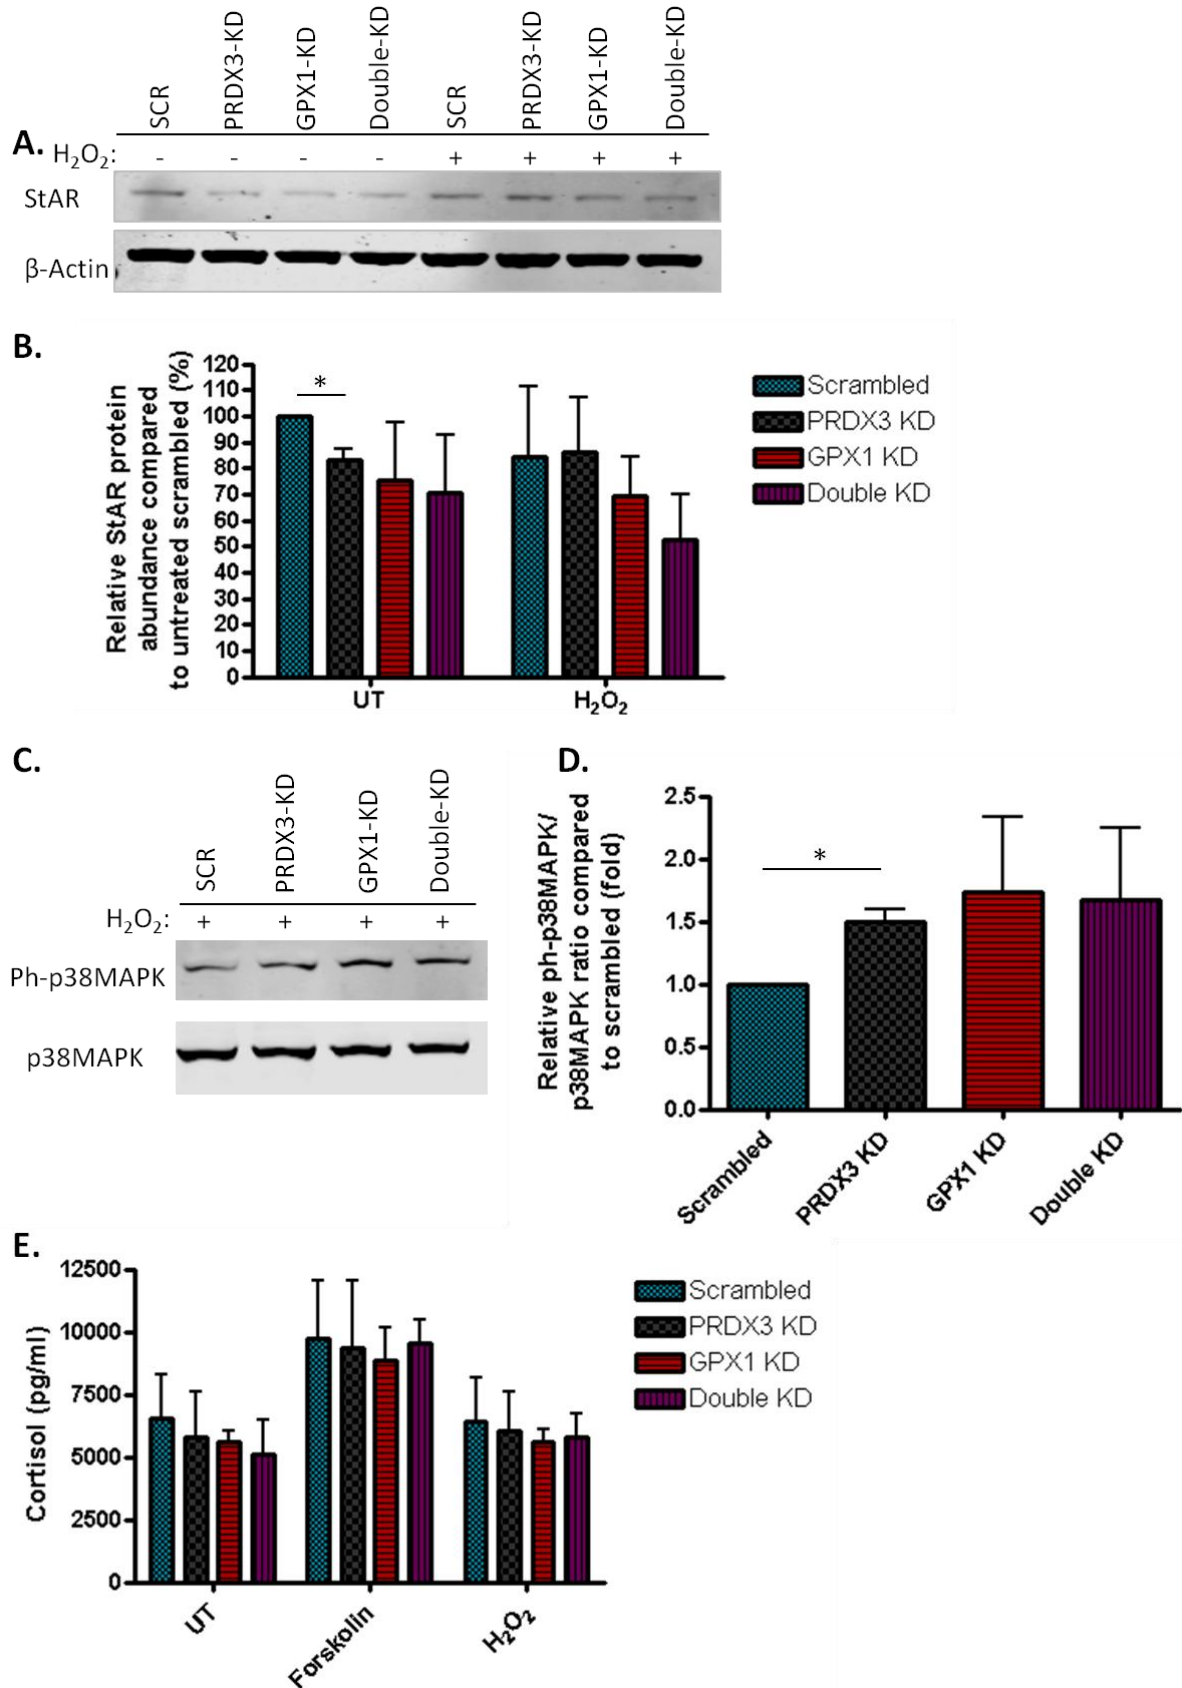 SCR PRDX3-KD GPX1-KD Double-KD SCR PRDX3-KD GPX1-KD Double-KD
A. H₂O₂: - - - - + + + +
StAR
β-Actin
B.
Relative StAR protein
abundance compared
to untreated scrambled (%)
120
110
100
90
80
70
60
50
40
30
20
10
0
UT H₂O₂
Scrambled
PRDX3 KD
GPX1 KD
Double KD
*
C.
SCR PRDX3-KD GPX1-KD Double-KD
H₂O₂: + + + +
Ph-p38MAPK
p38MAPK
D.
Relative ph-p38MAPK/
p38MAPK ratio compared
to scrambled (fold)
2.5
2.0
1.5
1.0
0.5
0.0
*
Scrambled PRDX3 KD GPX1 KD Double KD
E.
Cortisol (pg/ml)
12500
10000
7500
5000
2500
0
UT Forskolin H₂O₂
Scrambled
PRDX3 KD
GPX1 KD
Double KD